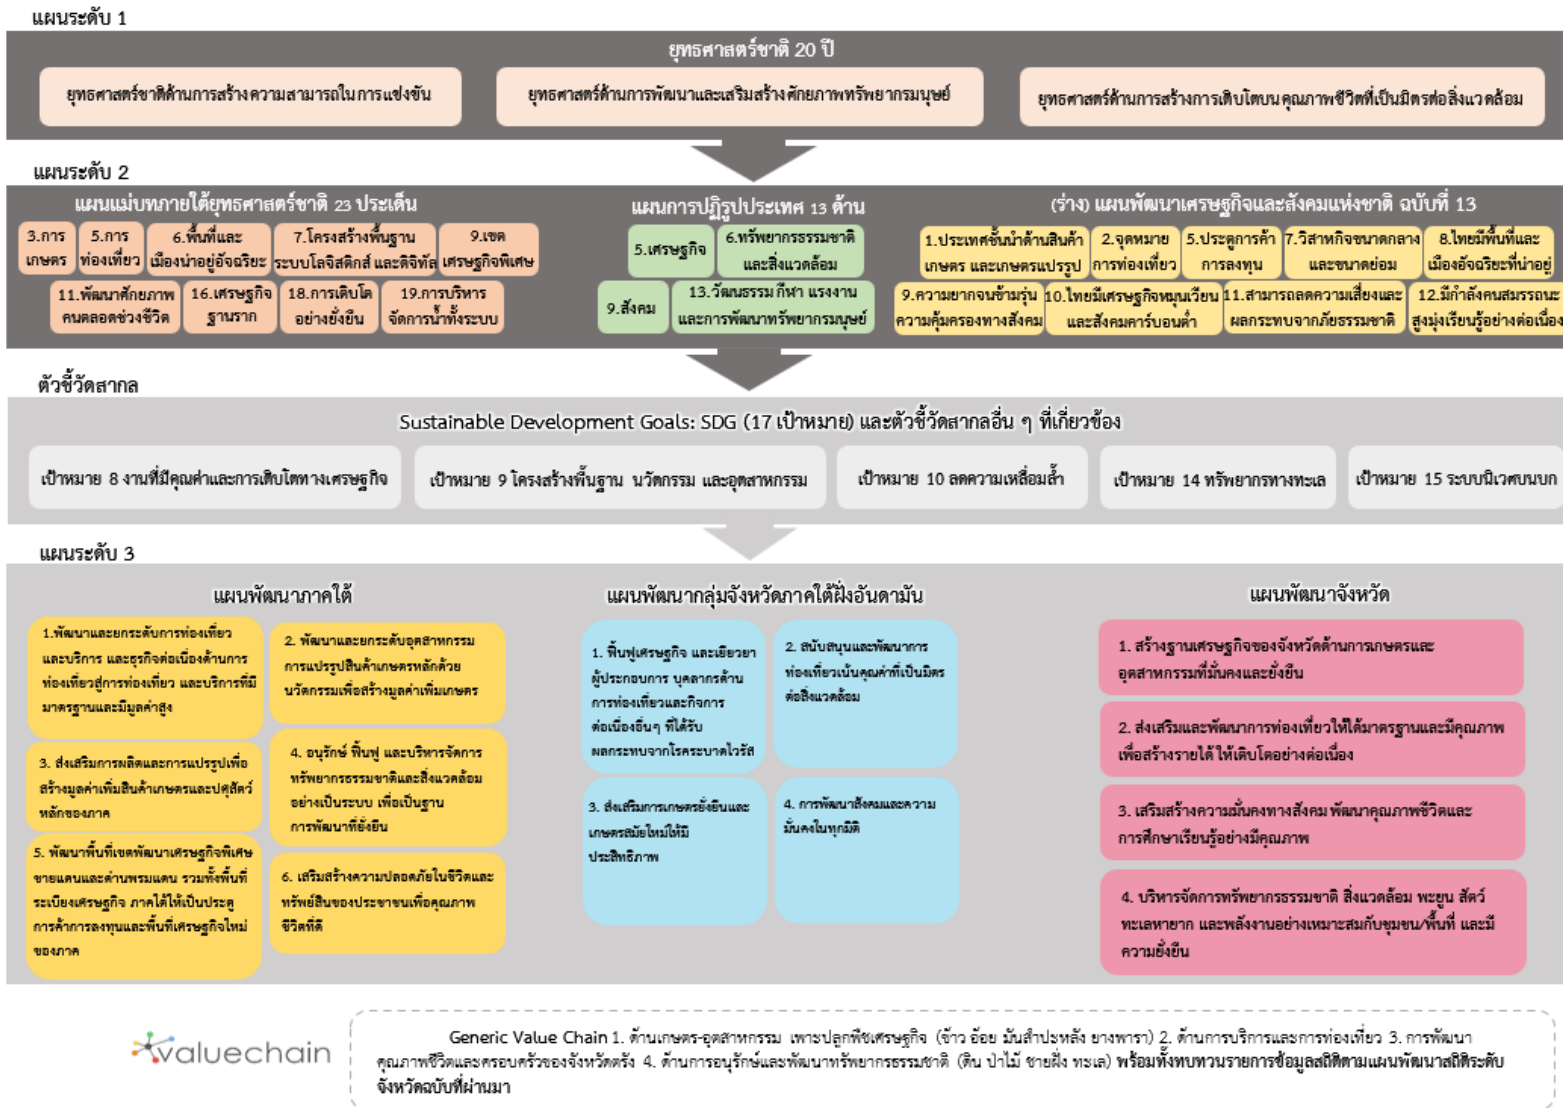 แผนระดับ 1
ยุทธศาสตร์ชาติ 20 ปี
ยุทธศาสตร์ชาติด้านการสร้างความสามารถในการแข่งขัน
ยุทธศาสตร์ด้านการพัฒนาและเสริมสร้างศักยภาพทรัพยากรมนุษย์
ยุทธศาสตร์ด้านการสร้างการเติบโตบนคุณภาพชีวิตที่เป็นมิตรต่อสิ่งแวดล้อม
แผนระดับ 2
แผนแม่บทภายใต้ยุทธศาสตร์ชาติ 23 ประเด็น
3.การ
เกษตร
5.การ
ท่องเที่ยว
6.พื้นที่และ
เมืองน่าอยู่อัจฉริยะ
7.โครงสร้างพื้นฐาน
ระบบโลจิสติกส์ และดิจิทัล
9.เขต
เศรษฐกิจพิเศษ
11.พัฒนาศักยภาพ
คนตลอดช่วงชีวิต
16.เศรษฐกิจ
ฐานราก
18.การเติบโต
อย่างยั่งยืน
19.การบริหาร
จัดการน้ำทั้งระบบ
แผนการปฏิรูปประเทศ 13 ด้าน
5.เศรษฐกิจ
6.ทรัพยากรธรรมชาติ
และสิ่งแวดล้อม
9.สังคม
13.วัฒนธรรม กีฬา แรงงาน
และการพัฒนาทรัพยากรมนุษย์
(ร่าง) แผนพัฒนาเศรษฐกิจและสังคมแห่งชาติ ฉบับที่ 13
1.ประเทศชั้นนำด้านสินค้า
เกษตร และเกษตรแปรรูป
2.จุดหมาย
การท่องเที่ยว
5.ประตูการค้า
การลงทุน
7.วิสาหกิจขนาดกลาง
และขนาดย่อม
8.ไทยมีพื้นที่และ
เมืองอัจฉริยะที่น่าอยู่
9.ความยากจนข้ามรุ่น
ความคุ้มครองทางสังคม
10.ไทยมีเศรษฐกิจหมุนเวียน
และสังคมคาร์บอนต่ำ
11.สามารถลดความเสี่ยงและ
ผลกระทบจากภัยธรรมชาติ
12.มีกำลังคนสมรรถนะ
สูงมุ่งเรียนรู้อย่างต่อเนื่อง
ตัวชี้วัดสากล
Sustainable Development Goals: SDG (17 เป้าหมาย) และตัวชี้วัดสากลอื่น ๆ ที่เกี่ยวข้อง
เป้าหมาย 8 งานที่มีคุณค่าและการเติบโตทางเศรษฐกิจ
เป้าหมาย 9 โครงสร้างพื้นฐาน นวัตกรรม และอุตสาหกรรม
เป้าหมาย 10 ลดความเหลื่อมล้ำ
เป้าหมาย 14 ทรัพยากรทางทะเล
เป้าหมาย 15 ระบบนิเวศบนบก
แผนระดับ 3
แผนพัฒนาภาคใต้
1.พัฒนาและยกระดับการท่องเที่ยว
และบริการ และธุรกิจต่อเนื่องด้านการ
ท่องเที่ยวสู่การท่องเที่ยว และบริการที่มี
มาตรฐานและมีมูลค่าสูง
2. พัฒนาและยกระดับอุตสาหกรรม
การแปรรูปสินค้าเกษตรหลักด้วย
นวัตกรรมเพื่อสร้างมูลค่าเพิ่มเกษตร
3. ส่งเสริมการผลิตและการแปรรูปเพื่อ
สร้างมูลค่าเพิ่มสินค้าเกษตรและปศุสัตว์
หลักของภาค
4. อนุรักษ์ ฟื้นฟู และบริหารจัดการ
ทรัพยากรธรรมชาติและสิ่งแวดล้อม
อย่างเป็นระบบ เพื่อเป็นฐาน
การพัฒนาที่ยั่งยืน
5. พัฒนาพื้นที่เขตพัฒนาเศรษฐกิจพิเศษ
ชายแดนและด่านพรมแดน รวมทั้งพื้นที่
ระเบียงเศรษฐกิจ ภาคใต้ให้เป็นประตู
การค้าการลงทุนและพื้นที่เศรษฐกิจใหม่
ของภาค
6. เสริมสร้างความปลอดภัยในชีวิตและ
ทรัพย์สินของประชาชนเพื่อคุณภาพ
ชีวิตที่ดี
แผนพัฒนากลุ่มจังหวัดภาคใต้ฝั่งอันดามัน
1. ฟื้นฟูเศรษฐกิจ และเยียวยา
ผู้ประกอบการ บุคลากรด้าน
การท่องเที่ยวและกิจการ
ต่อเนื่องอื่นๆ ที่ได้รับ
ผลกระทบจากโรคระบาดไวรัส
2. สนับสนุนและพัฒนาการ
ท่องเที่ยวเน้นคุณค่าที่เป็นมิตร
ต่อสิ่งแวดล้อม
3. ส่งเสริมการเกษตรยั่งยืนและ
เกษตรสมัยใหม่ให้มี
ประสิทธิภาพ
4. การพัฒนาสังคมและความ
มั่นคงในทุกมิติ
แผนพัฒนาจังหวัด
1. สร้างฐานเศรษฐกิจของจังหวัดด้านการเกษตรและ
อุตสาหกรรมที่มั่นคงและยั่งยืน
2. ส่งเสริมและพัฒนาการท่องเที่ยวให้ได้มาตรฐานและมีคุณภาพ
เพื่อสร้างรายได้ ให้เติบโตอย่างต่อเนื่อง
3. เสริมสร้างความมั่นคงทางสังคม พัฒนาคุณภาพชีวิตและ
การศึกษาเรียนรู้อย่างมีคุณภาพ
4. บริหารจัดการทรัพยากรธรรมชาติ สิ่งแวดล้อม พะยูน สัตว์
ทะเลหายาก และพลังงานอย่างเหมาะสมกับชุมชน/พื้นที่ และมี
ความยั่งยืน
valuechain
Generic Value Chain 1. ด้านเกษตร-อุตสาหกรรม เพาะปลูกพืชเศรษฐกิจ (ข้าว อ้อย มันสำปะหลัง ยางพารา) 2. ด้านการบริการและการท่องเที่ยว 3. การพัฒนา
คุณภาพชีวิตและครอบครัวของจังหวัดตรัง 4. ด้านการอนุรักษ์และพัฒนาทรัพยากรธรรมชาติ (ดิน ป่าไม้ ชายฝั่ง ทะเล) พร้อมทั้งทบทวนรายการข้อมูลสถิติตามแผนพัฒนาสถิติระดับ
จังหวัดฉบับที่ผ่านมา